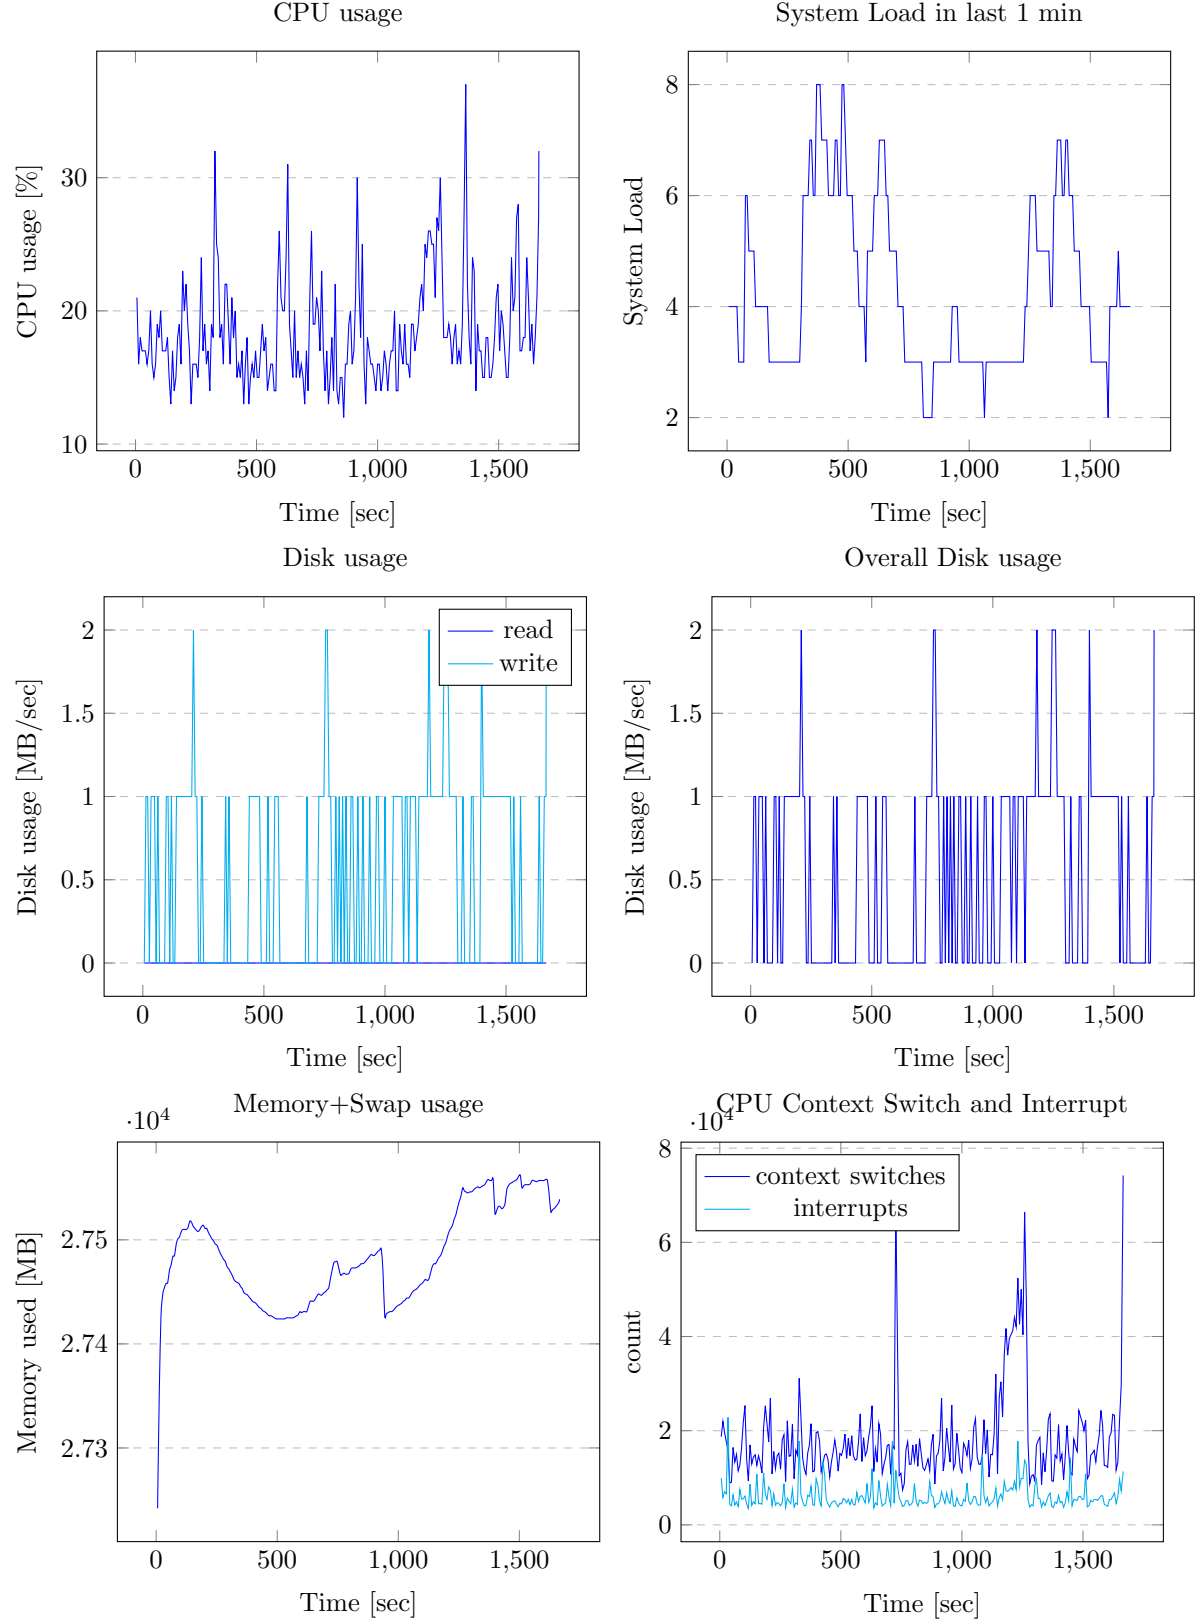 CPU usage
CPU usage [%]
30
20
10
0
500
1,000
1,500
Time [sec]
System Load in last 1 min
System Load
8
6
4
2
0
500
1,000
1,500
Time [sec]
Disk usage
Disk usage [MB/sec]
read
write
2
1.5
1
0.5
0
0
500
1,000
1,500
Time [sec]
Overall Disk usage
Disk usage [MB/sec]
2
1.5
1
0.5
0
0
500
1,000
1,500
Time [sec]
Memory+Swap usage
·10⁴
Memory used [MB]
2.75
2.74
2.73
0
500
1,000
1,500
Time [sec]
CPU Context Switch and Interrupt
·10⁴
count
context switches
interrupts
8
6
4
2
0
0
500
1,000
1,500
Time [sec]